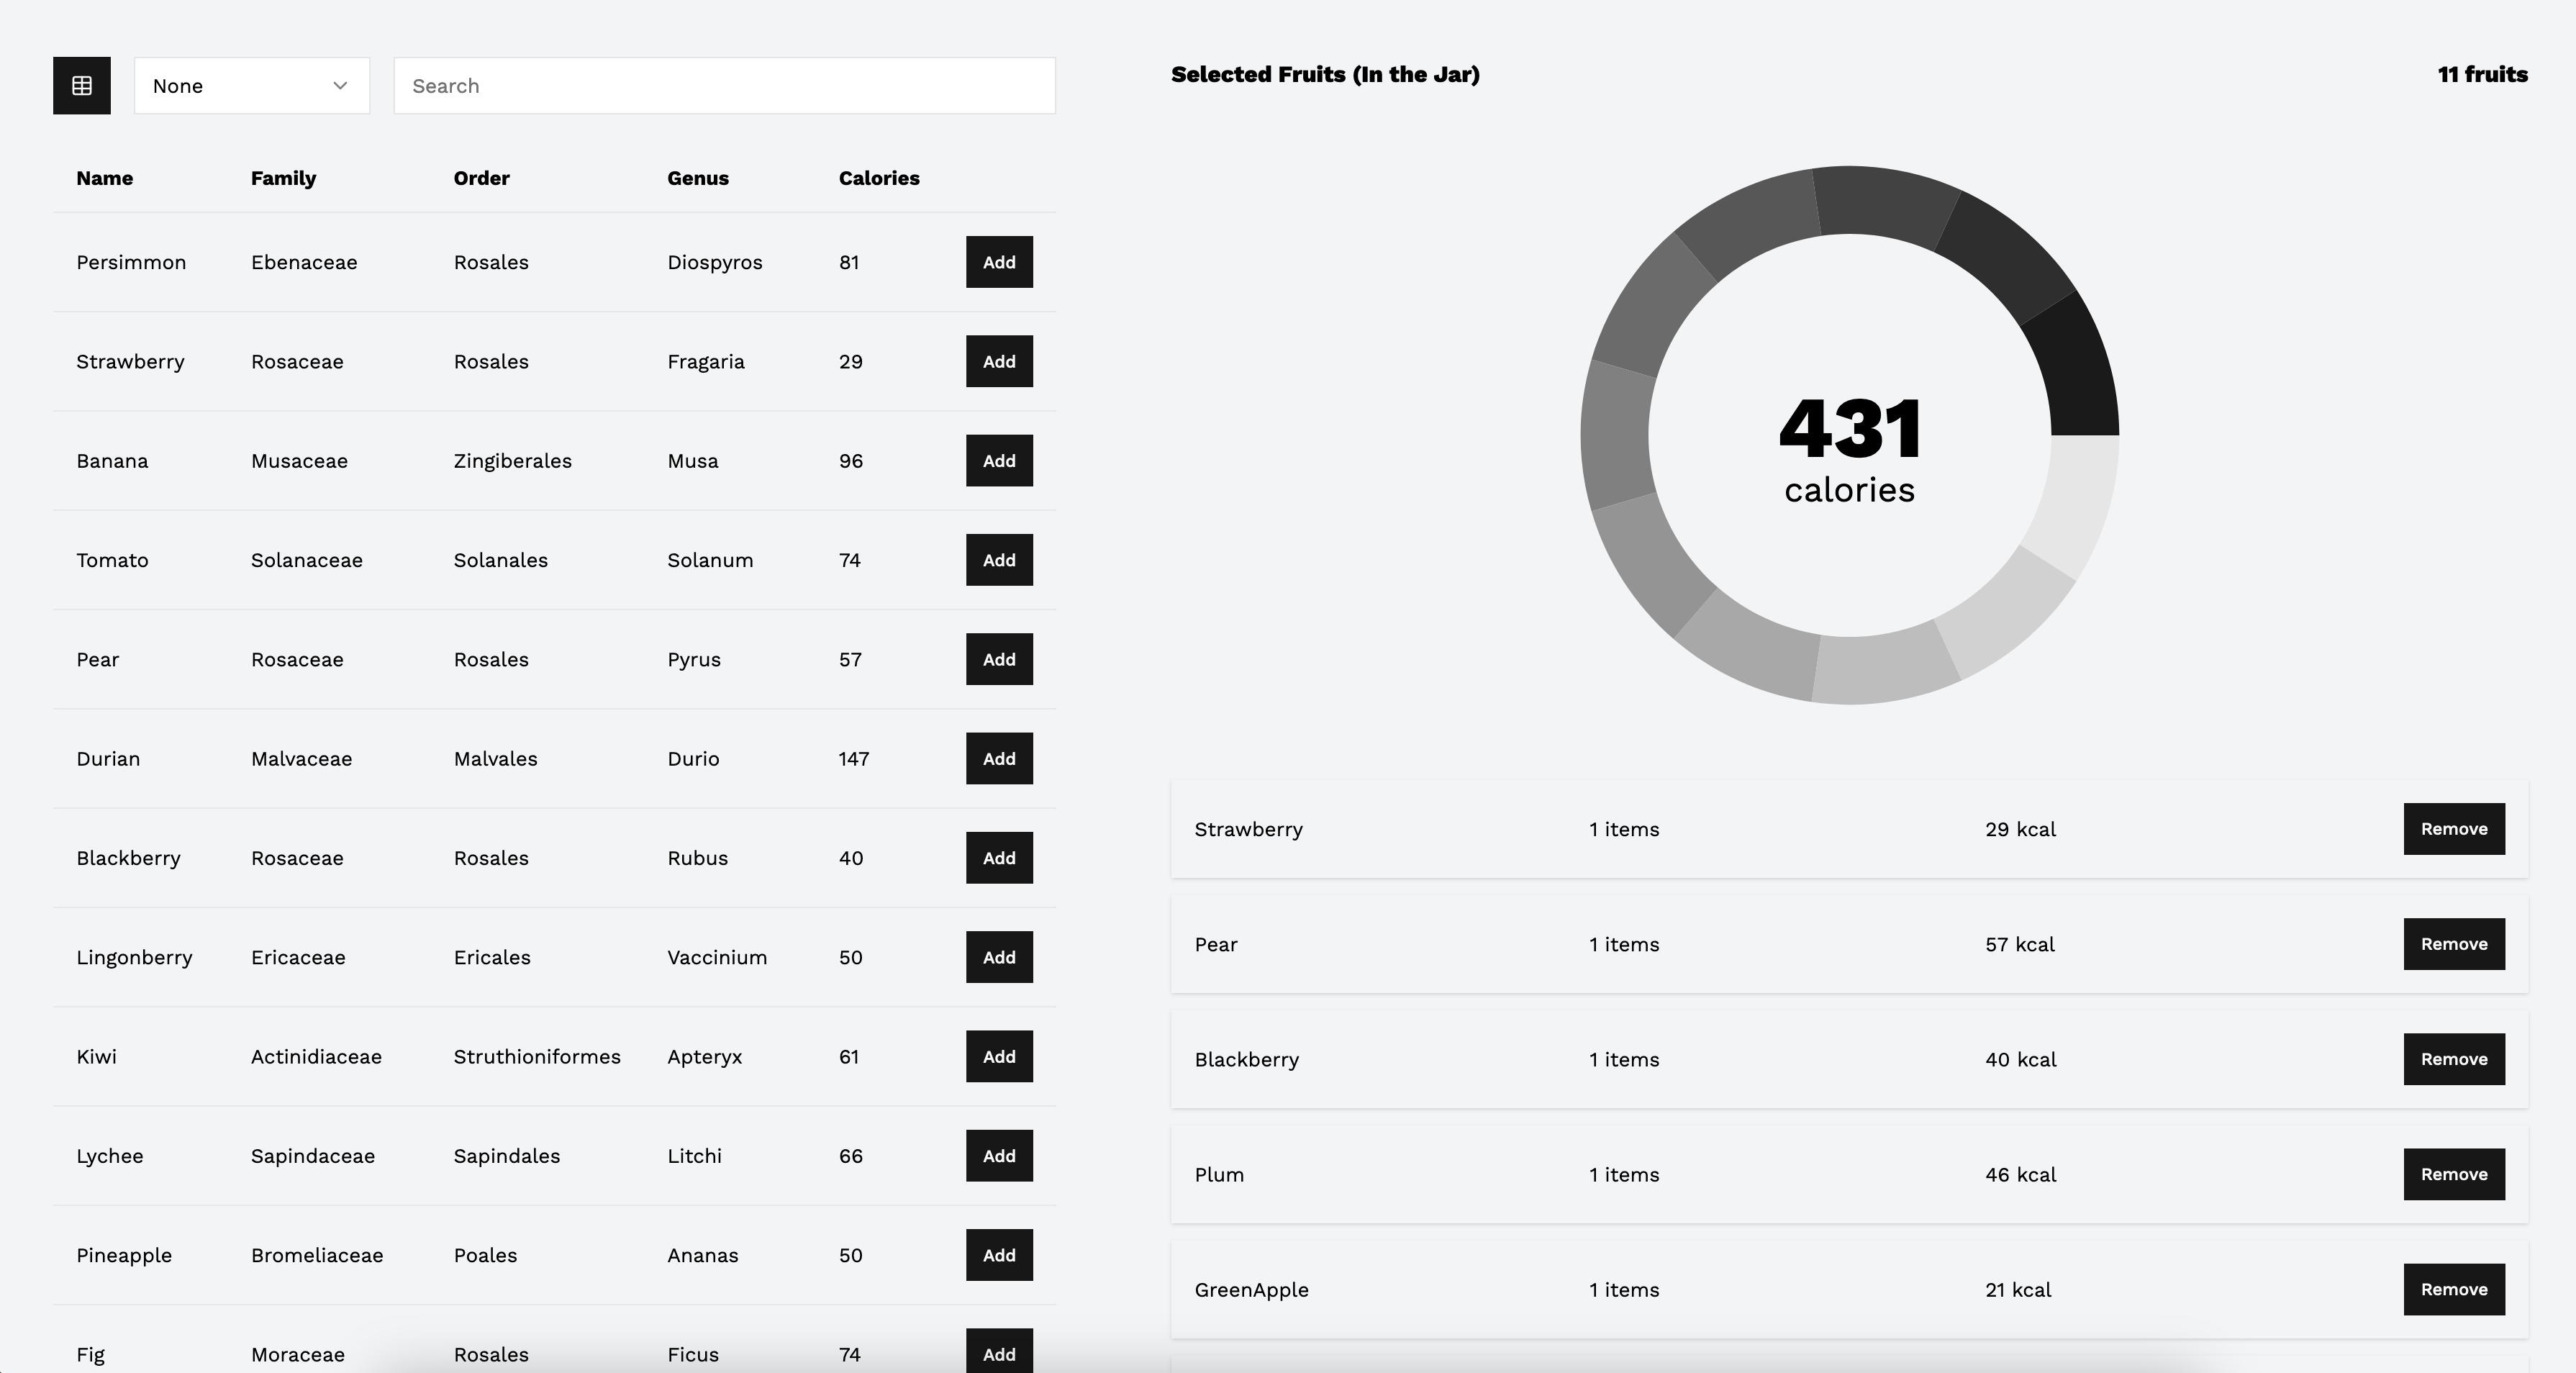 None
Search
Name Family Order Genus Calories
Persimmon Ebenaceae Rosales Diospyros 81 Add
Strawberry Rosaceae Rosales Fragaria 29 Add
Banana Musaceae Zingiberales Musa 96 Add
Tomato Solanaceae Solanales Solanum 74 Add
Pear Rosaceae Rosales Pyrus 57 Add
Durian Malvaceae Malvales Durio 147 Add
Blackberry Rosaceae Rosales Rubus 40 Add
Lingonberry Ericaceae Ericales Vaccinium 50 Add
Kiwi Actinidiaceae Struthioniformes Apteryx 61 Add
Lychee Sapindaceae Sapindales Litchi 66 Add
Pineapple Bromeliaceae Poales Ananas 50 Add
Fig Moraceae Rosales Ficus 74 Add
Selected Fruits (In the Jar) 11 fruits
431
calories
Strawberry 1 items 29 kcal Remove
Pear 1 items 57 kcal Remove
Blackberry 1 items 40 kcal Remove
Plum 1 items 46 kcal Remove
GreenApple 1 items 21 kcal Remove